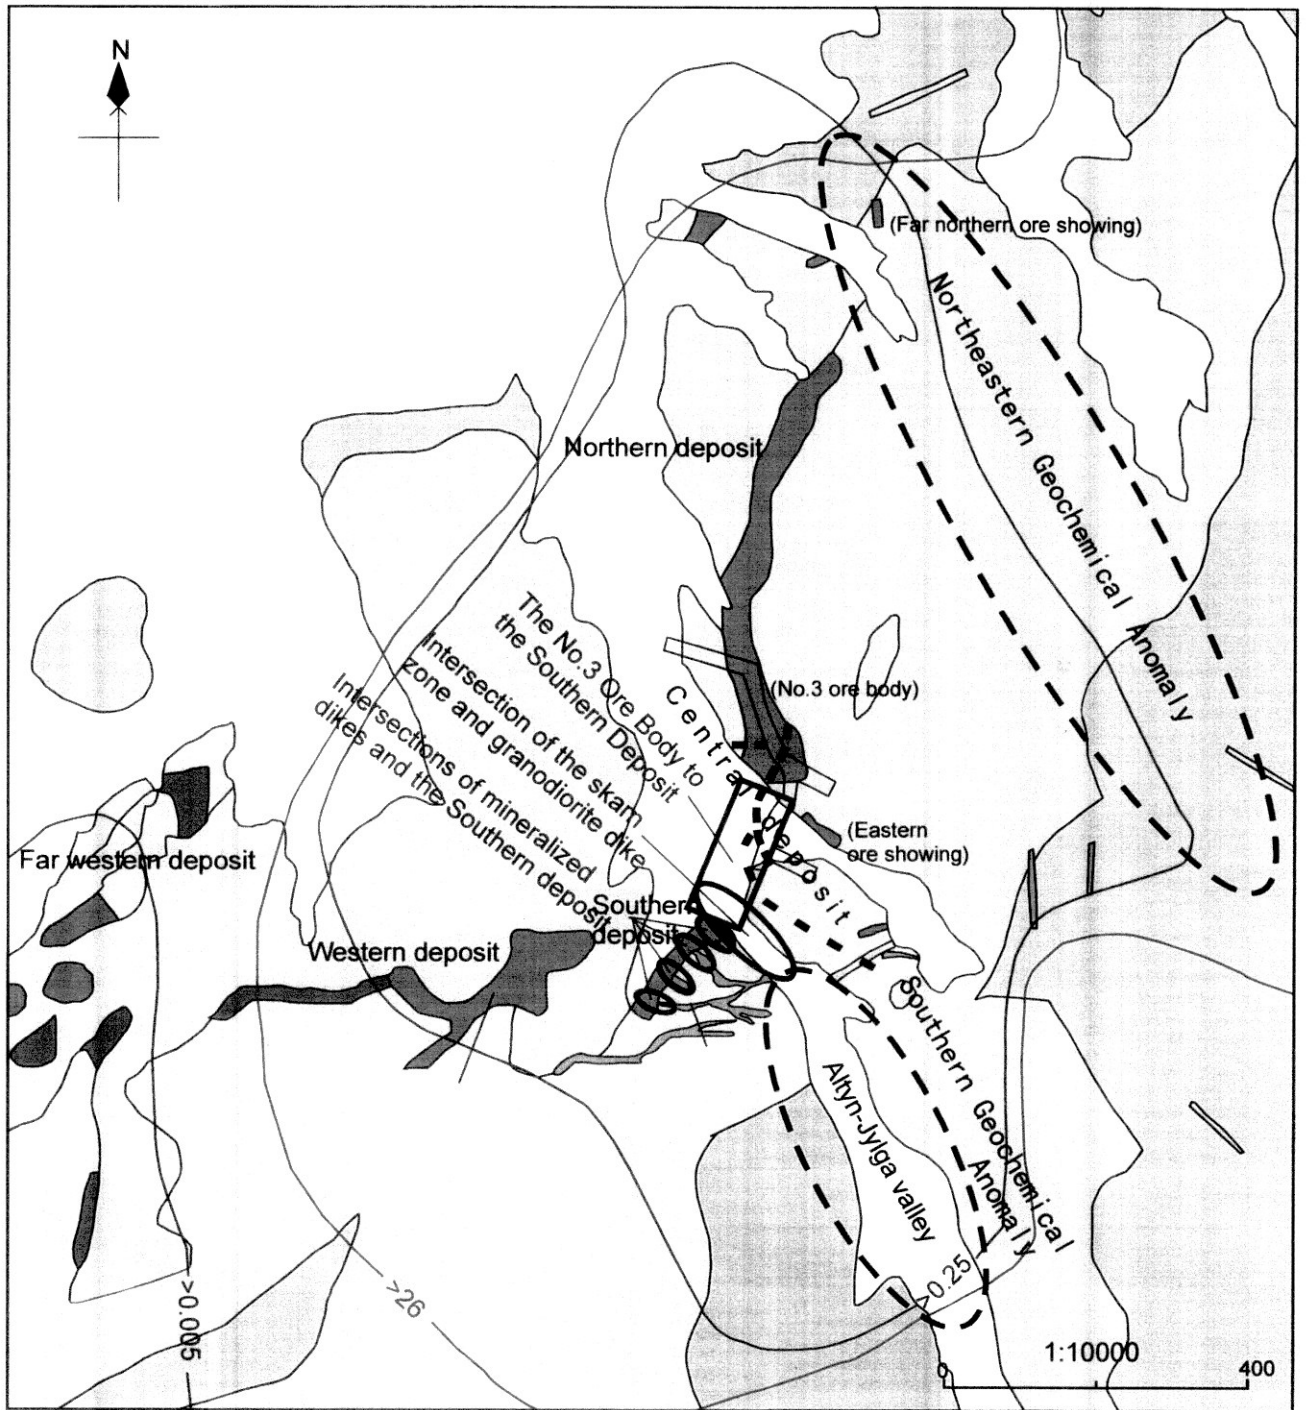 N
(Far northern ore showing)
Northeastern Geochemical Anomaly
Northern deposit
The No.3 Ore Body to
the Southern Deposit
Intersection of the skarn
zone and granodiorite dike
Intersections of mineralized
dikes and the Southern deposit
(No.3 ore body)
Central deposit
(Eastern
ore showing)
Far western deposit
Southern
deposit
Western deposit
Southern Geochemical
Anomaly
Altyn-Jylga valley
>0.005
>26
>0.25
1:10000
0
400